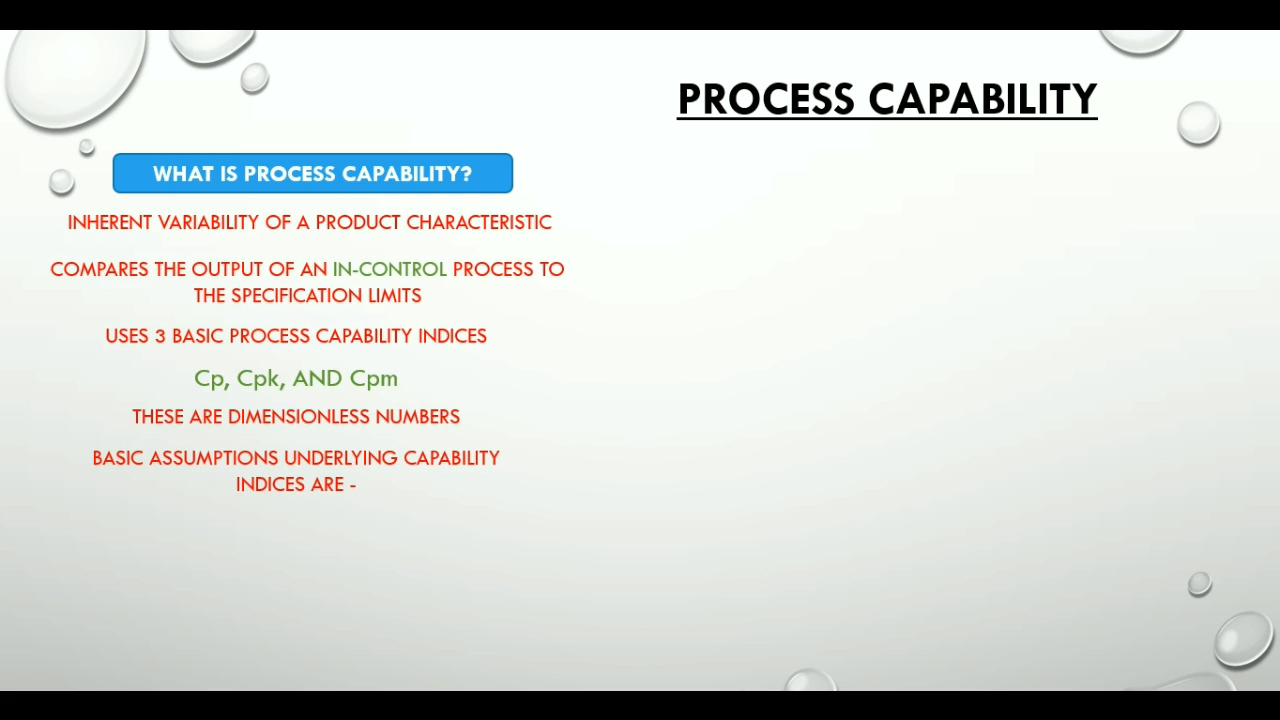 PROCESS CAPABILITY
WHAT IS PROCESS CAPABILITY?
INHERENT VARIABILITY OF A PRODUCT CHARACTERISTIC
COMPARES THE OUTPUT OF AN IN-CONTROL PROCESS TO
THE SPECIFICATION LIMITS
USES 3 BASIC PROCESS CAPABILITY INDICES
Cp, Cpk, AND Cpm
THESE ARE DIMENSIONLESS NUMBERS
BASIC ASSUMPTIONS UNDERLYING CAPABILITY
INDICES ARE -